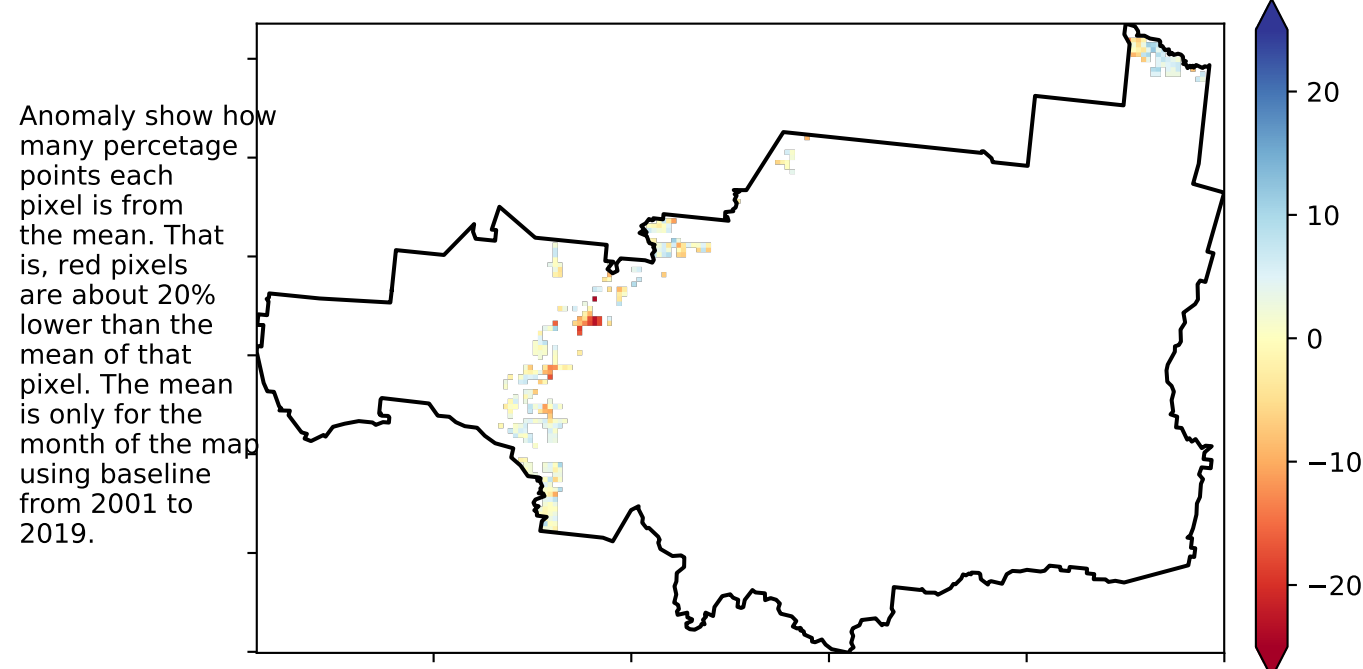 Anomaly show how
many percetage
points each
pixel is from
the mean. That
is, red pixels
are about 20%
lower than the
mean of that
pixel. The mean
is only for the
month of the map
using baseline
from 2001 to
2019.
20
10
0
−10
−20